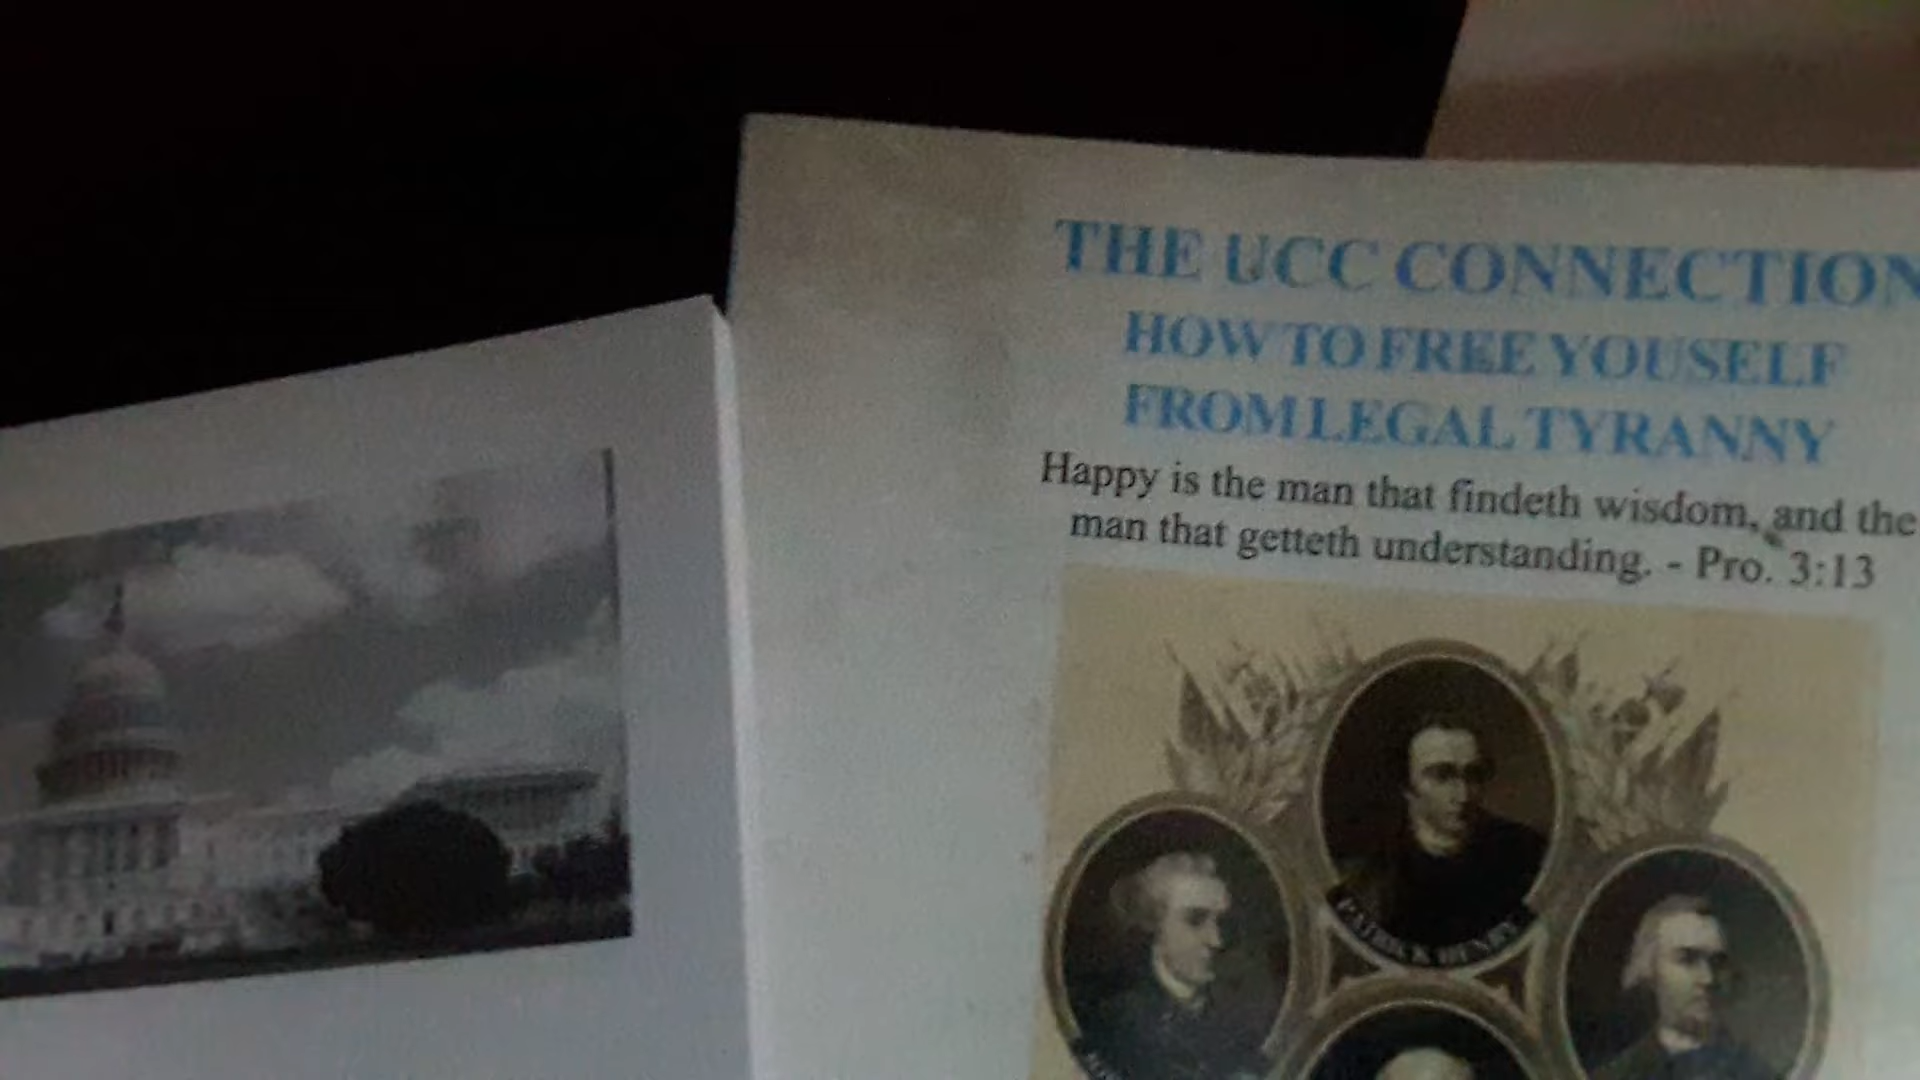 THE UCC CONNECTION
HOW TO FREE YOUSELF
FROM LEGAL TYRANNY
Happy is the man that findeth wisdom, and the
man that getteth understanding. - Pro. 3:13
PATRICK HENRY